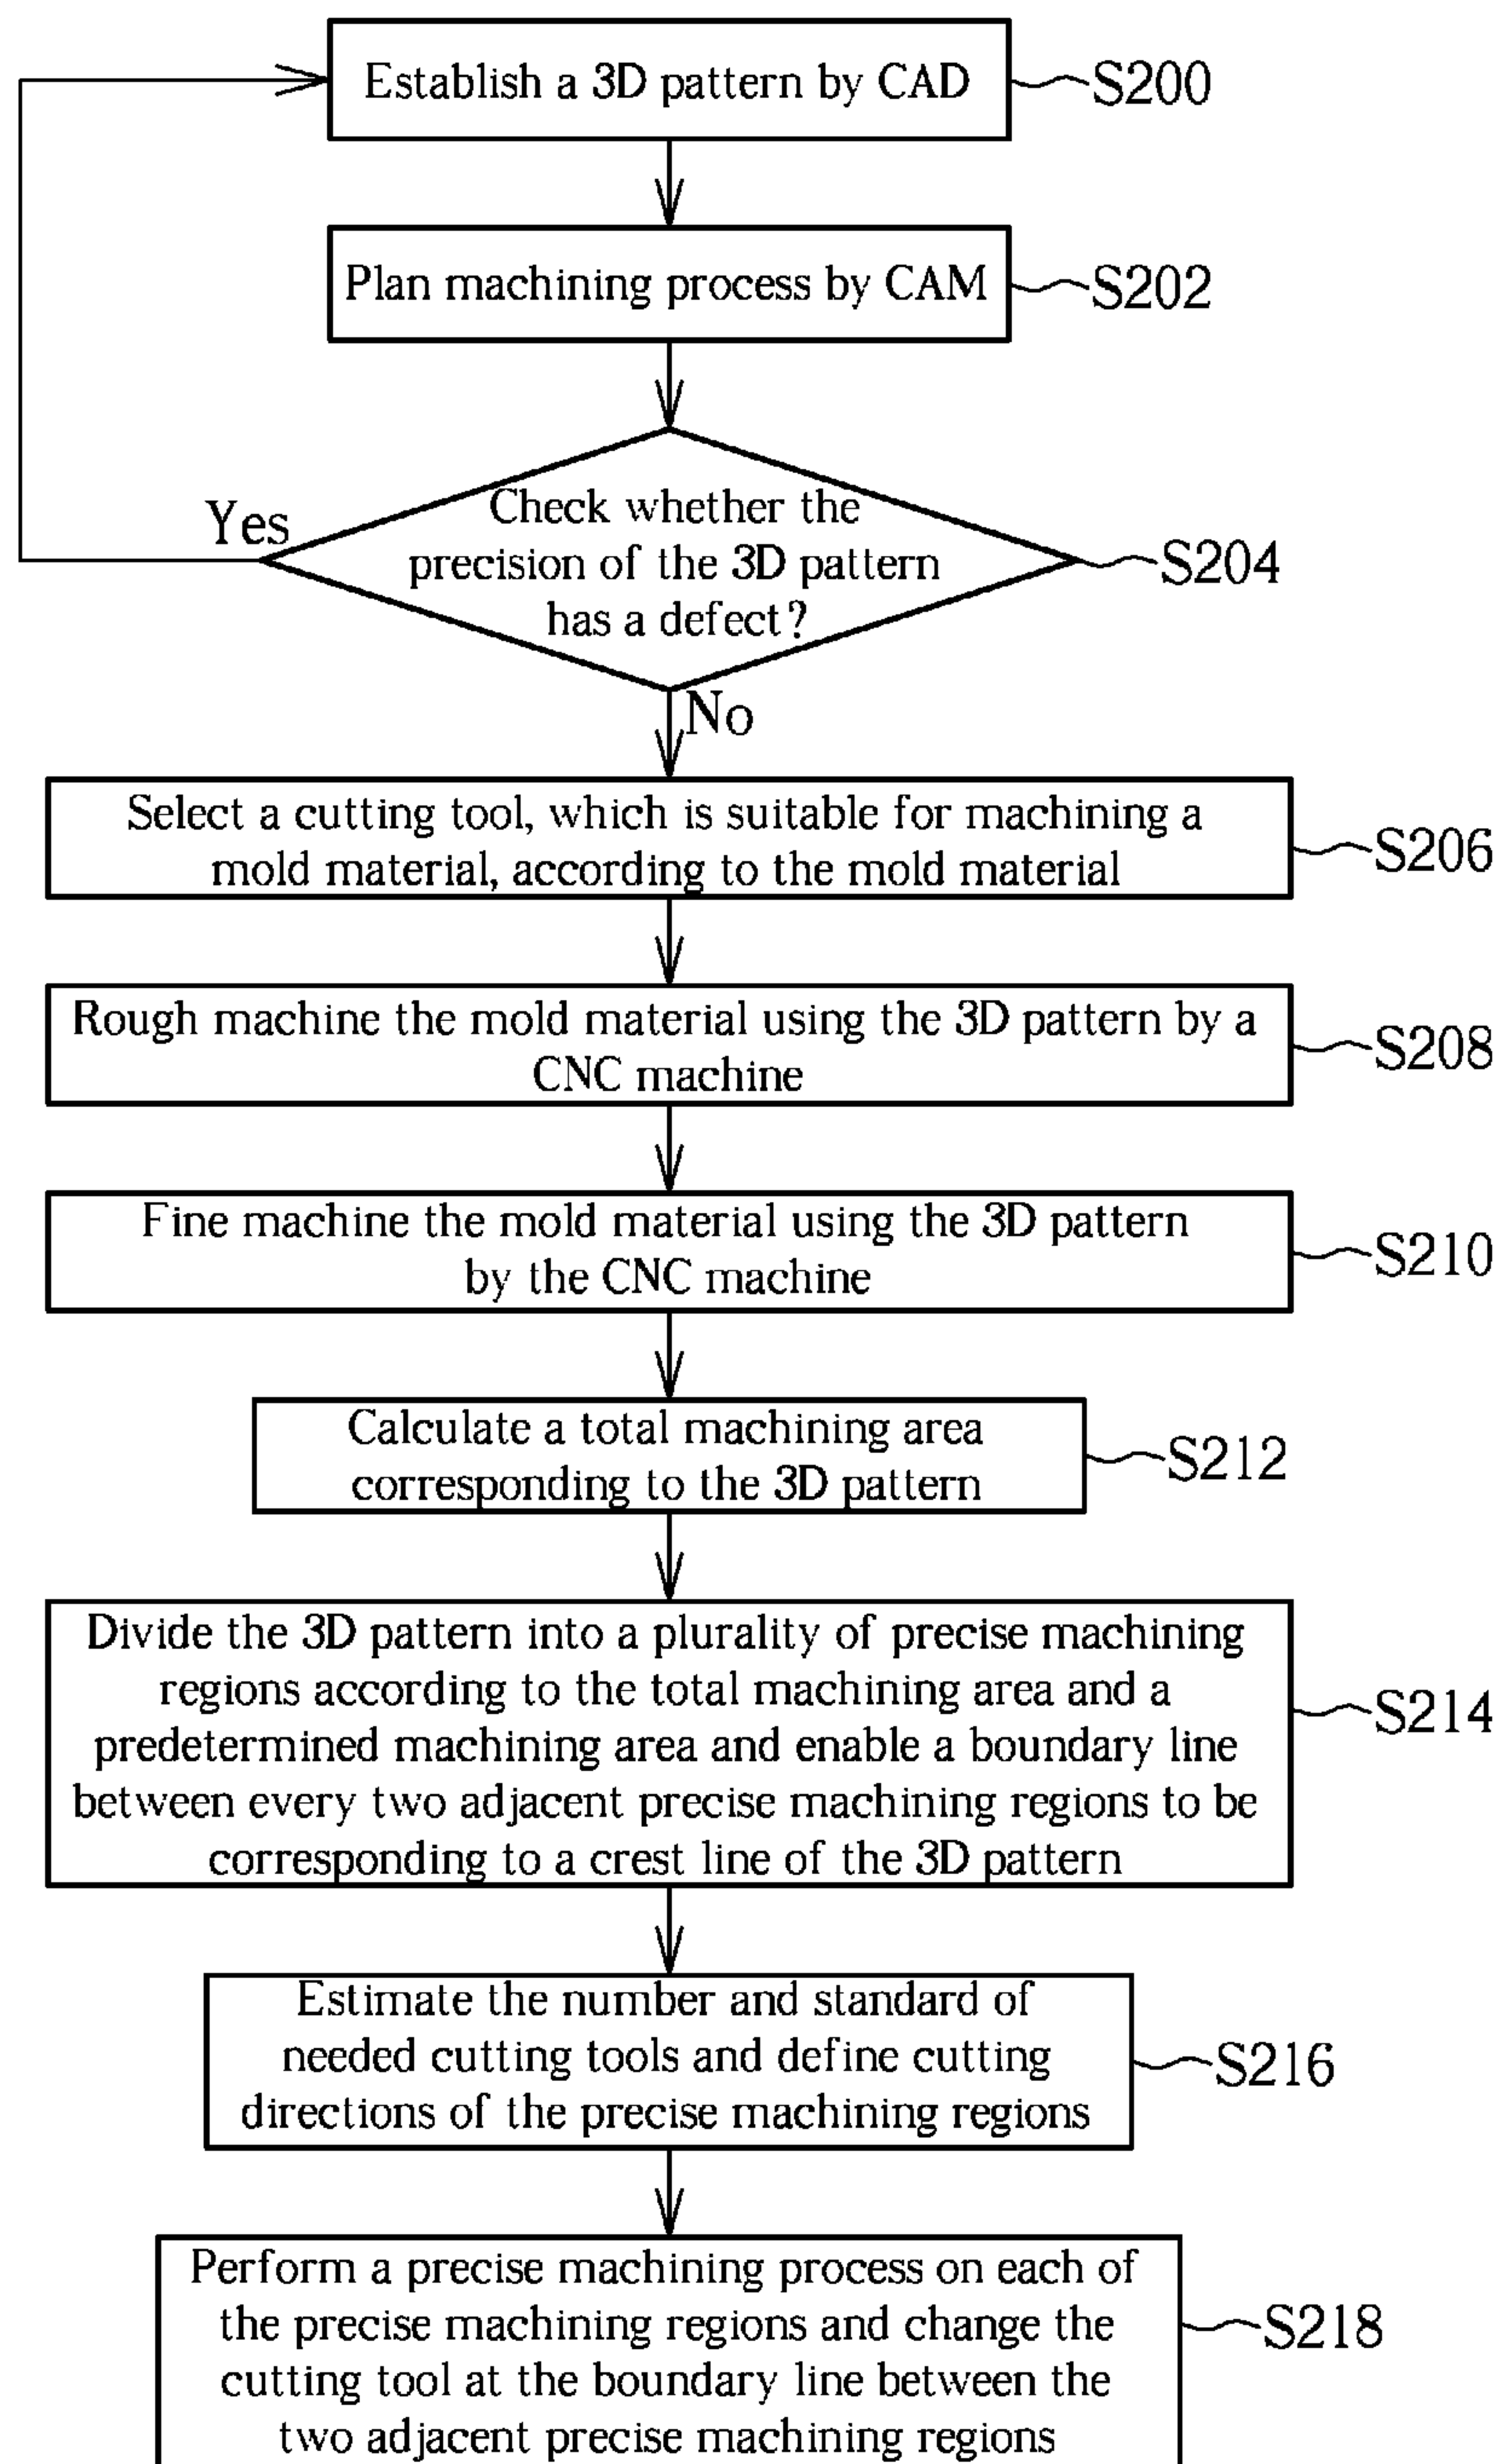 Establish a 3D pattern by CAD
S200
Plan machining process by CAM
S202
Yes
Check whether the
precision of the 3D pattern
has a defect?
S204
No
Select a cutting tool, which is suitable for machining a
mold material, according to the mold material
S206
Rough machine the mold material using the 3D pattern by a
CNC machine
S208
Fine machine the mold material using the 3D pattern
by the CNC machine
S210
Calculate a total machining area
corresponding to the 3D pattern
S212
Divide the 3D pattern into a plurality of precise machining
regions according to the total machining area and a
predetermined machining area and enable a boundary line
between every two adjacent precise machining regions to be
corresponding to a crest line of the 3D pattern
S214
Estimate the number and standard of
needed cutting tools and define cutting
directions of the precise machining regions
S216
Perform a precise machining process on each of
the precise machining regions and change the
cutting tool at the boundary line between the
two adjacent precise machining regions
S218